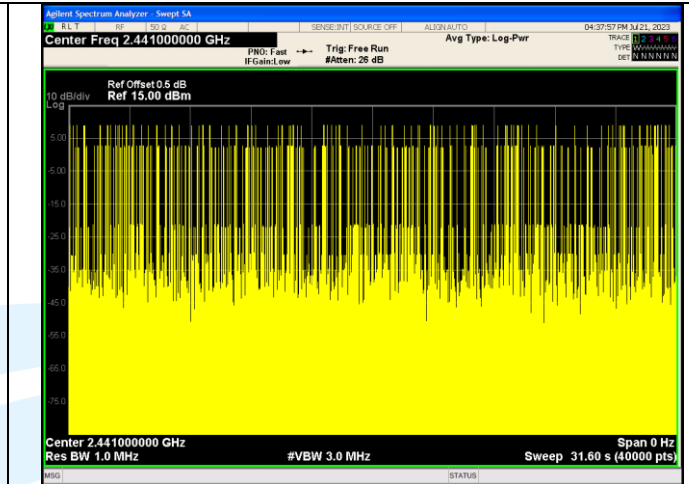 Agilent Spectrum Analyzer - Swept SA
RLT RF 50 Ω AC SENSE:INT SOURCE OFF ALIGN AUTO 04:37:57 PM Jul 21, 2023
Center Freq 2.441000000 GHz
PNO: Fast Trig: Free Run Avg Type: Log-Pwr TRACE 1 2 3 4 5 6
IFGain:Low #Atten: 26 dB TYPE
DET N N N N N N
Ref Offset 0.5 dB
10 dB/div Ref 15.00 dBm
Log
5.00
-5.00
-15.0
-25.0
-35.0
-45.0
-55.0
-65.0
-75.0
Center 2.441000000 GHz Span 0 Hz
Res BW 1.0 MHz #VBW 3.0 MHz Sweep 31.60 s (40000 pts)
MSG STATUS